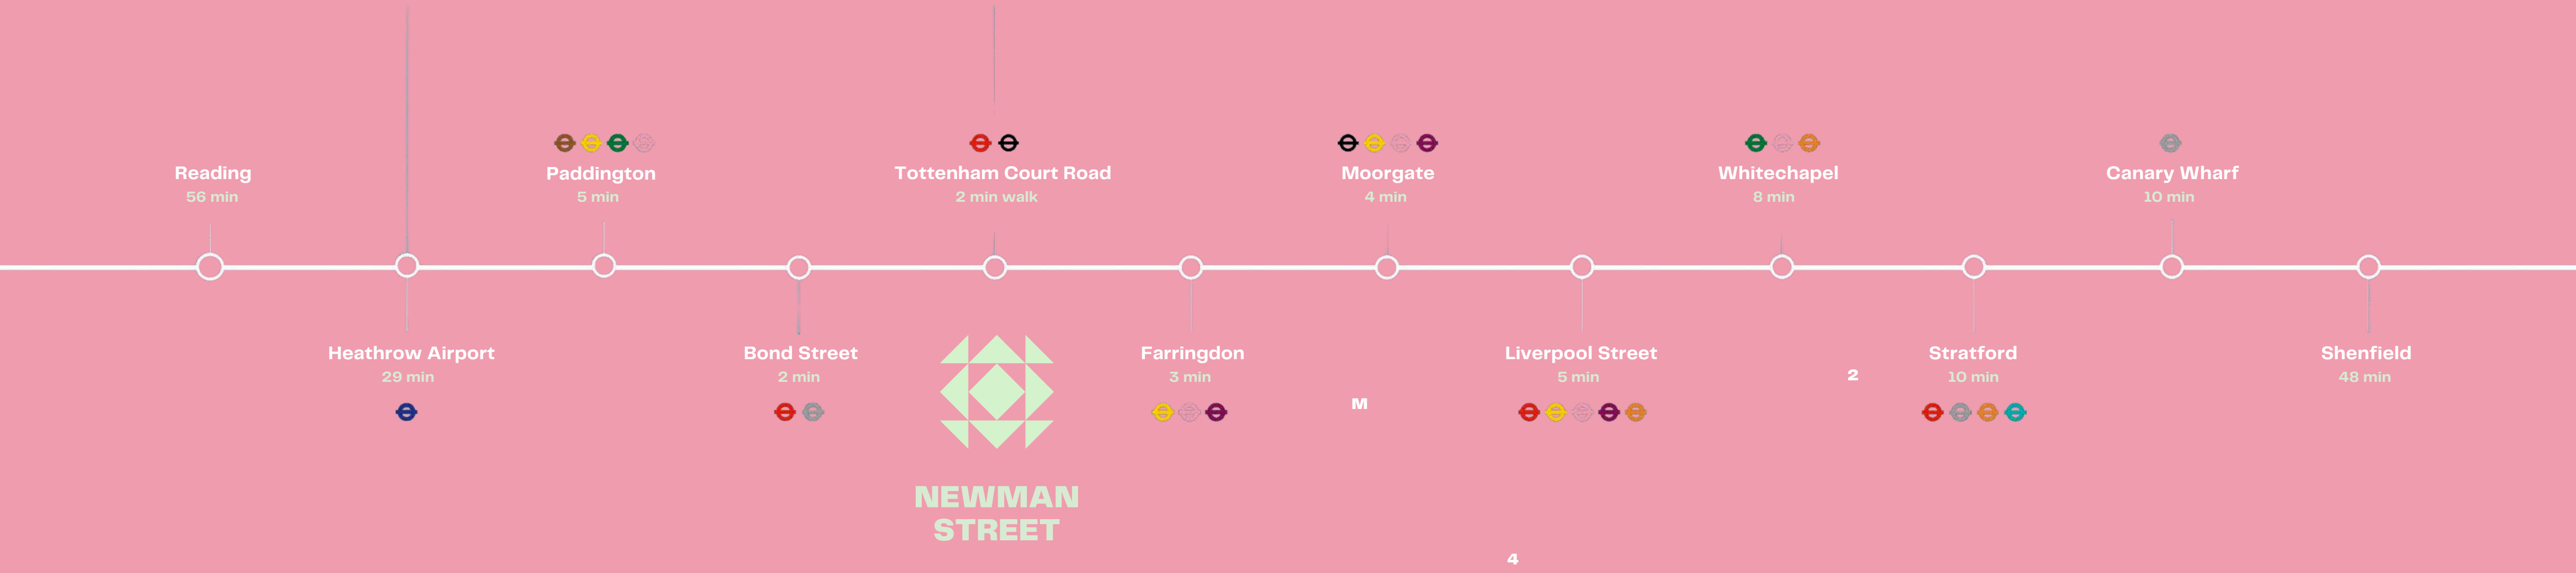 Reading
56 min
Heathrow Airport
29 min
Paddington
5 min
Bond Street
2 min
Tottenham Court Road
2 min walk
NEWMAN
STREET
Farringdon
3 min
M
Moorgate
4 min
4
Liverpool Street
5 min
Whitechapel
8 min
2
Stratford
10 min
Canary Wharf
10 min
Shenfield
48 min